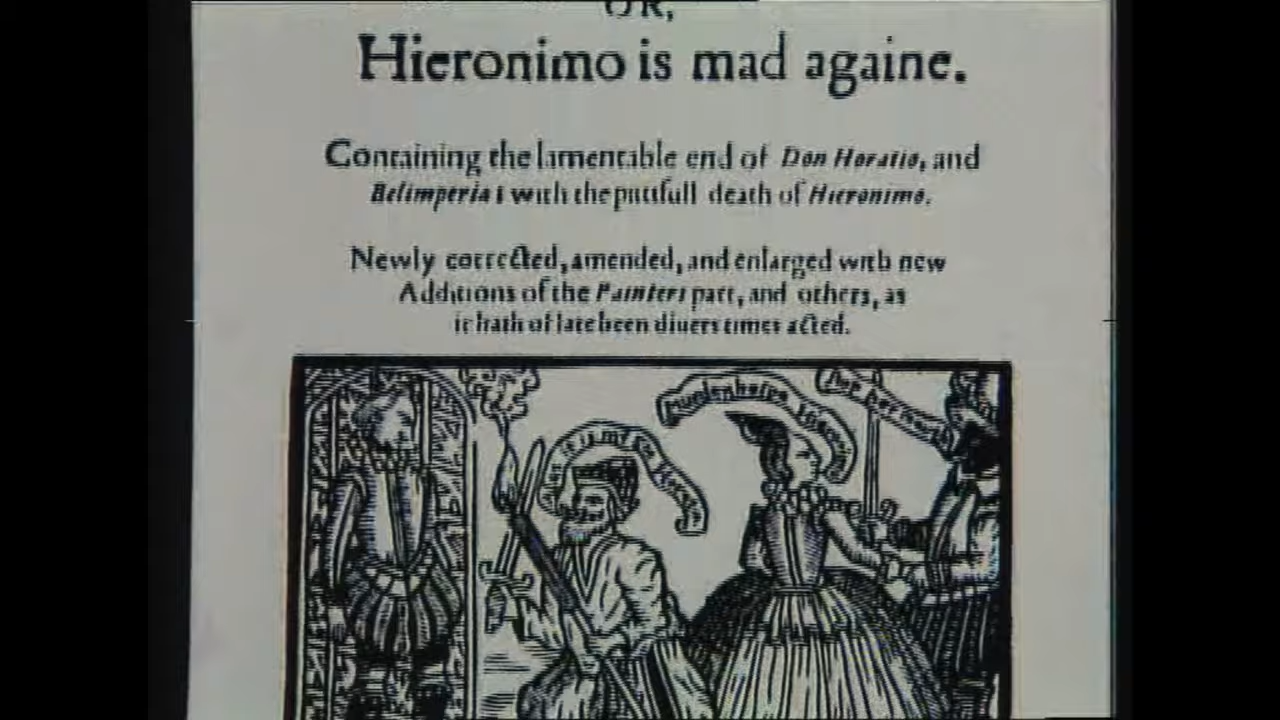 OR,
Hieronimo is mad againe.
Containing the lamentable end of Don Horatio, and
Belimperia; with the pittifull death of Hieronimo.
Newly corrected, amended, and enlarged with new
Additions of the Painters part, and others, as
it hath of late been diuers times acted.